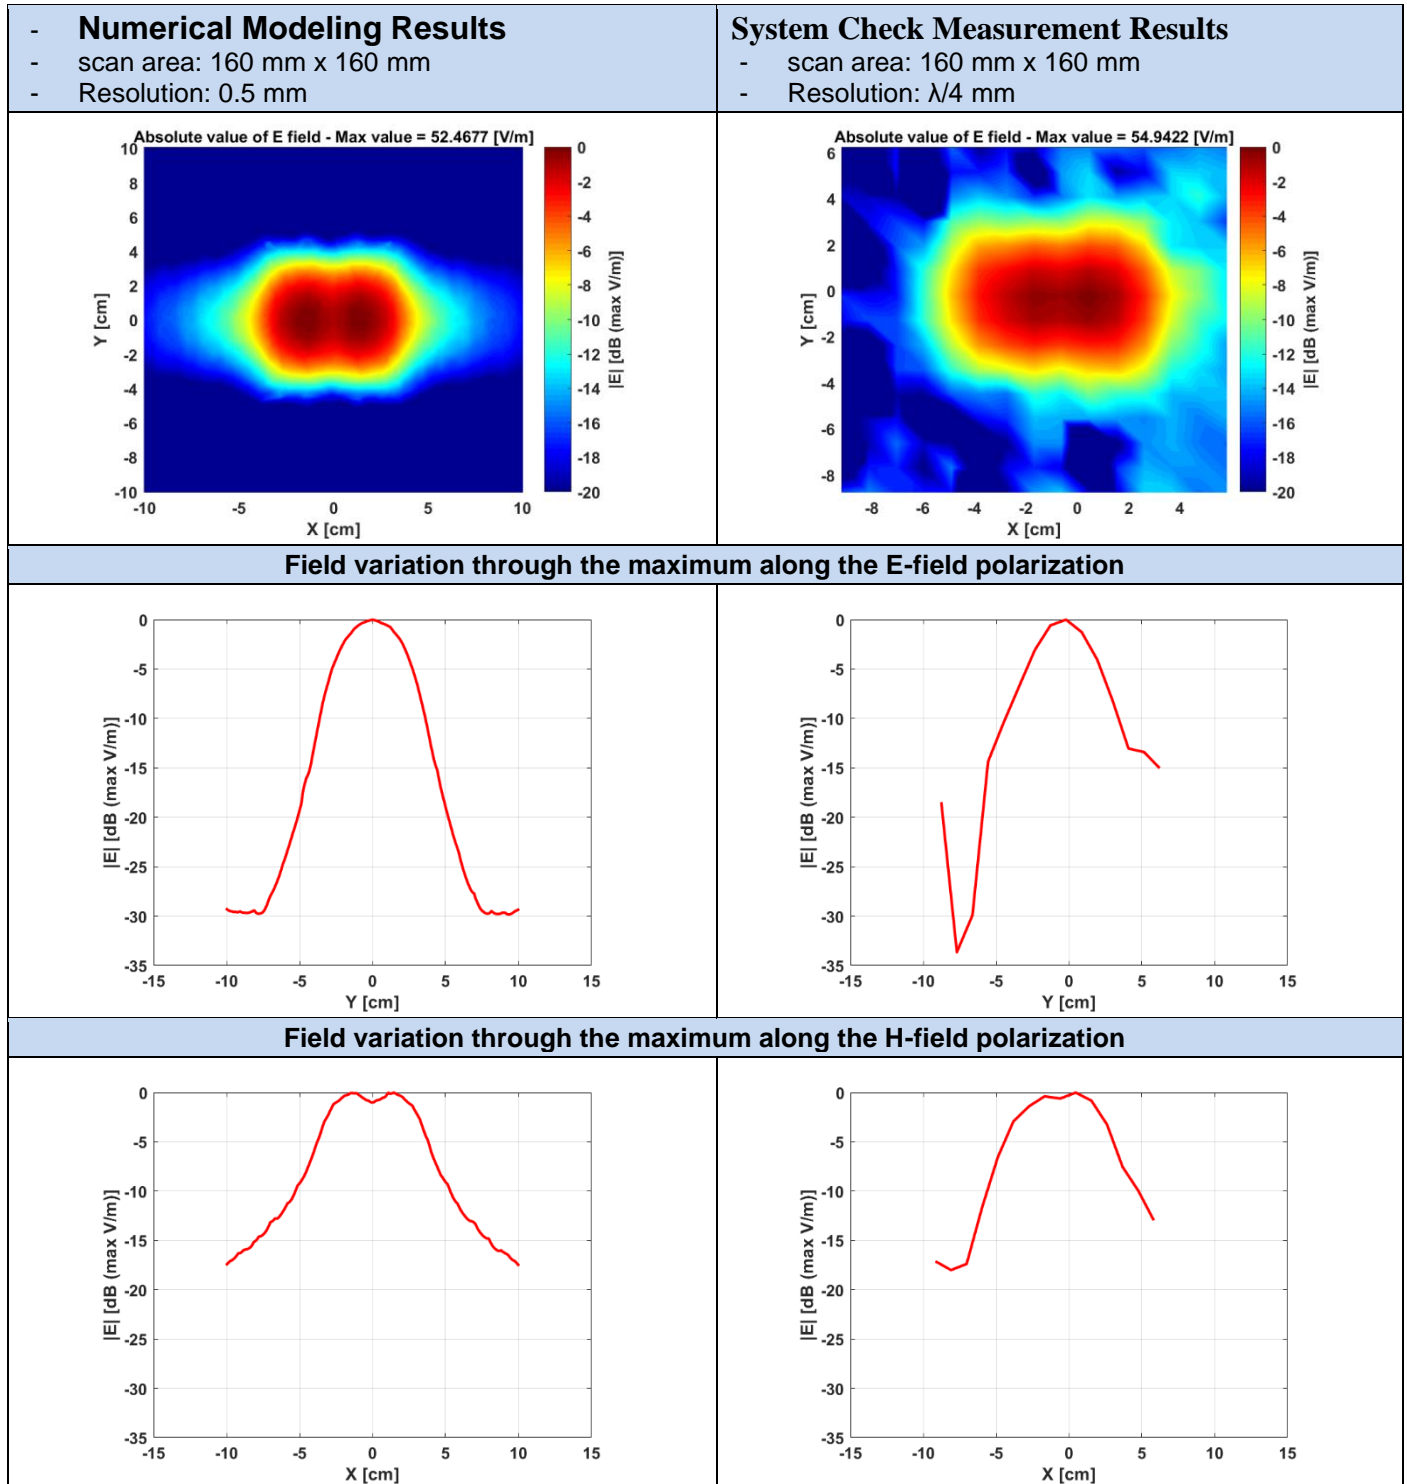 - Numerical Modeling Results
- scan area: 160 mm x 160 mm
- Resolution: 0.5 mm
System Check Measurement Results
- scan area: 160 mm x 160 mm
- Resolution: λ/4 mm
Absolute value of E field - Max value = 52.4677 [V/m]
10
8
6
4
2
0
-2
-4
-6
-8
-10
Y [cm]
-10 -5 0 5 10
X [cm]
0
-2
-4
-6
-8
-10
-12
-14
-16
-18
-20
|E| [dB (max V/m)]
Absolute value of E field - Max value = 54.9422 [V/m]
6
4
2
0
-2
-4
-6
-8
Y [cm]
-8 -6 -4 -2 0 2 4
X [cm]
0
-2
-4
-6
-8
-10
-12
-14
-16
-18
-20
|E| [dB (max V/m)]
Field variation through the maximum along the E-field polarization
0
-5
-10
-15
-20
-25
-30
-35
|E| [dB (max V/m)]
-15 -10 -5 0 5 10 15
Y [cm]
0
-5
-10
-15
-20
-25
-30
-35
|E| [dB (max V/m)]
-15 -10 -5 0 5 10 15
Y [cm]
Field variation through the maximum along the H-field polarization
0
-5
-10
-15
-20
-25
-30
-35
|E| [dB (max V/m)]
-15 -10 -5 0 5 10 15
X [cm]
0
-5
-10
-15
-20
-25
-30
-35
|E| [dB (max V/m)]
-15 -10 -5 0 5 10 15
X [cm]